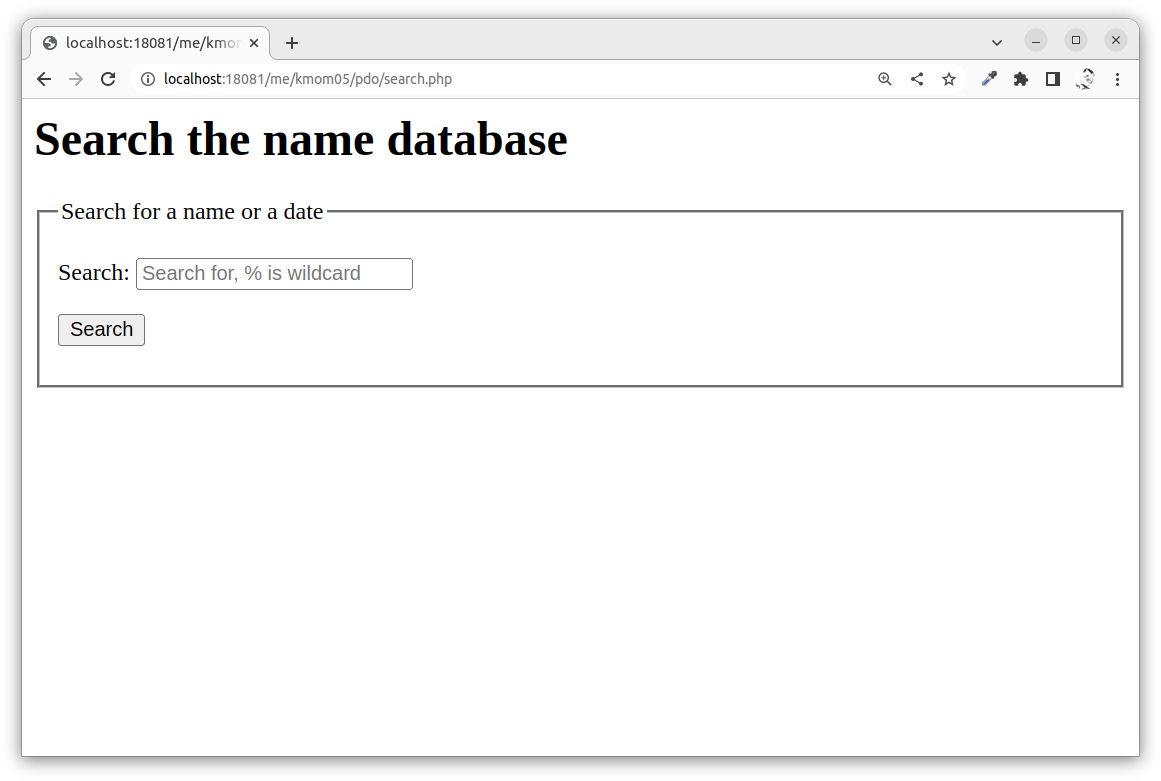 localhost:18081/me/kmom
localhost:18081/me/kmom05/pdo/search.php
Search the name database
Search for a name or a date
Search: Search for, % is wildcard
Search